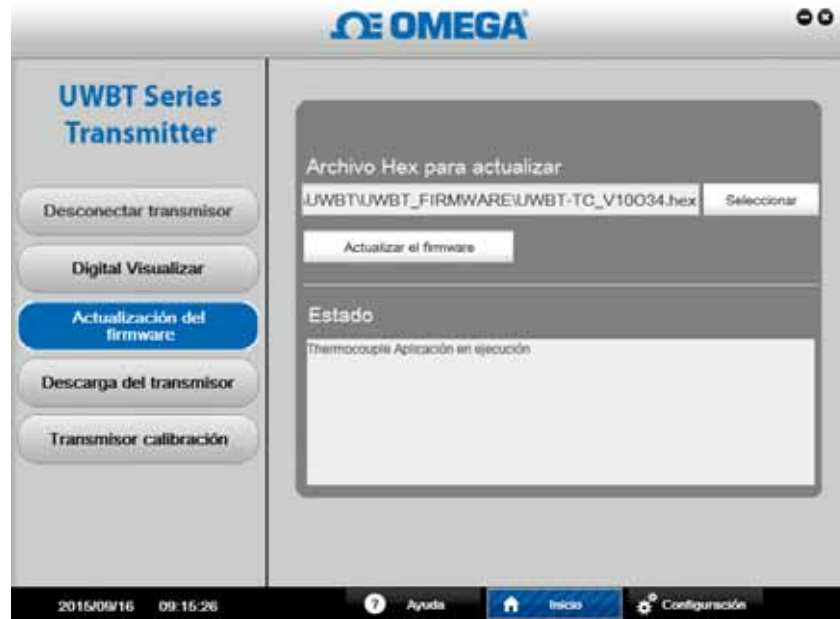 OMEGA
UWBT Series
Transmitter
Desconectar transmisor
Digital Visualizar
Actualización del
firmware
Descarga del transmisor
Transmisor calibración
Archivo Hex para actualizar
\UWBT\UWBT_FIRMWARE\UWBT-TC_V10O34.hex
Seleccionar
Actualizar el firmware
Estado
Thermocouple Aplicación en ejecución
2015/09/16 09:15:26
? Ayuda
Inicio
Configuración